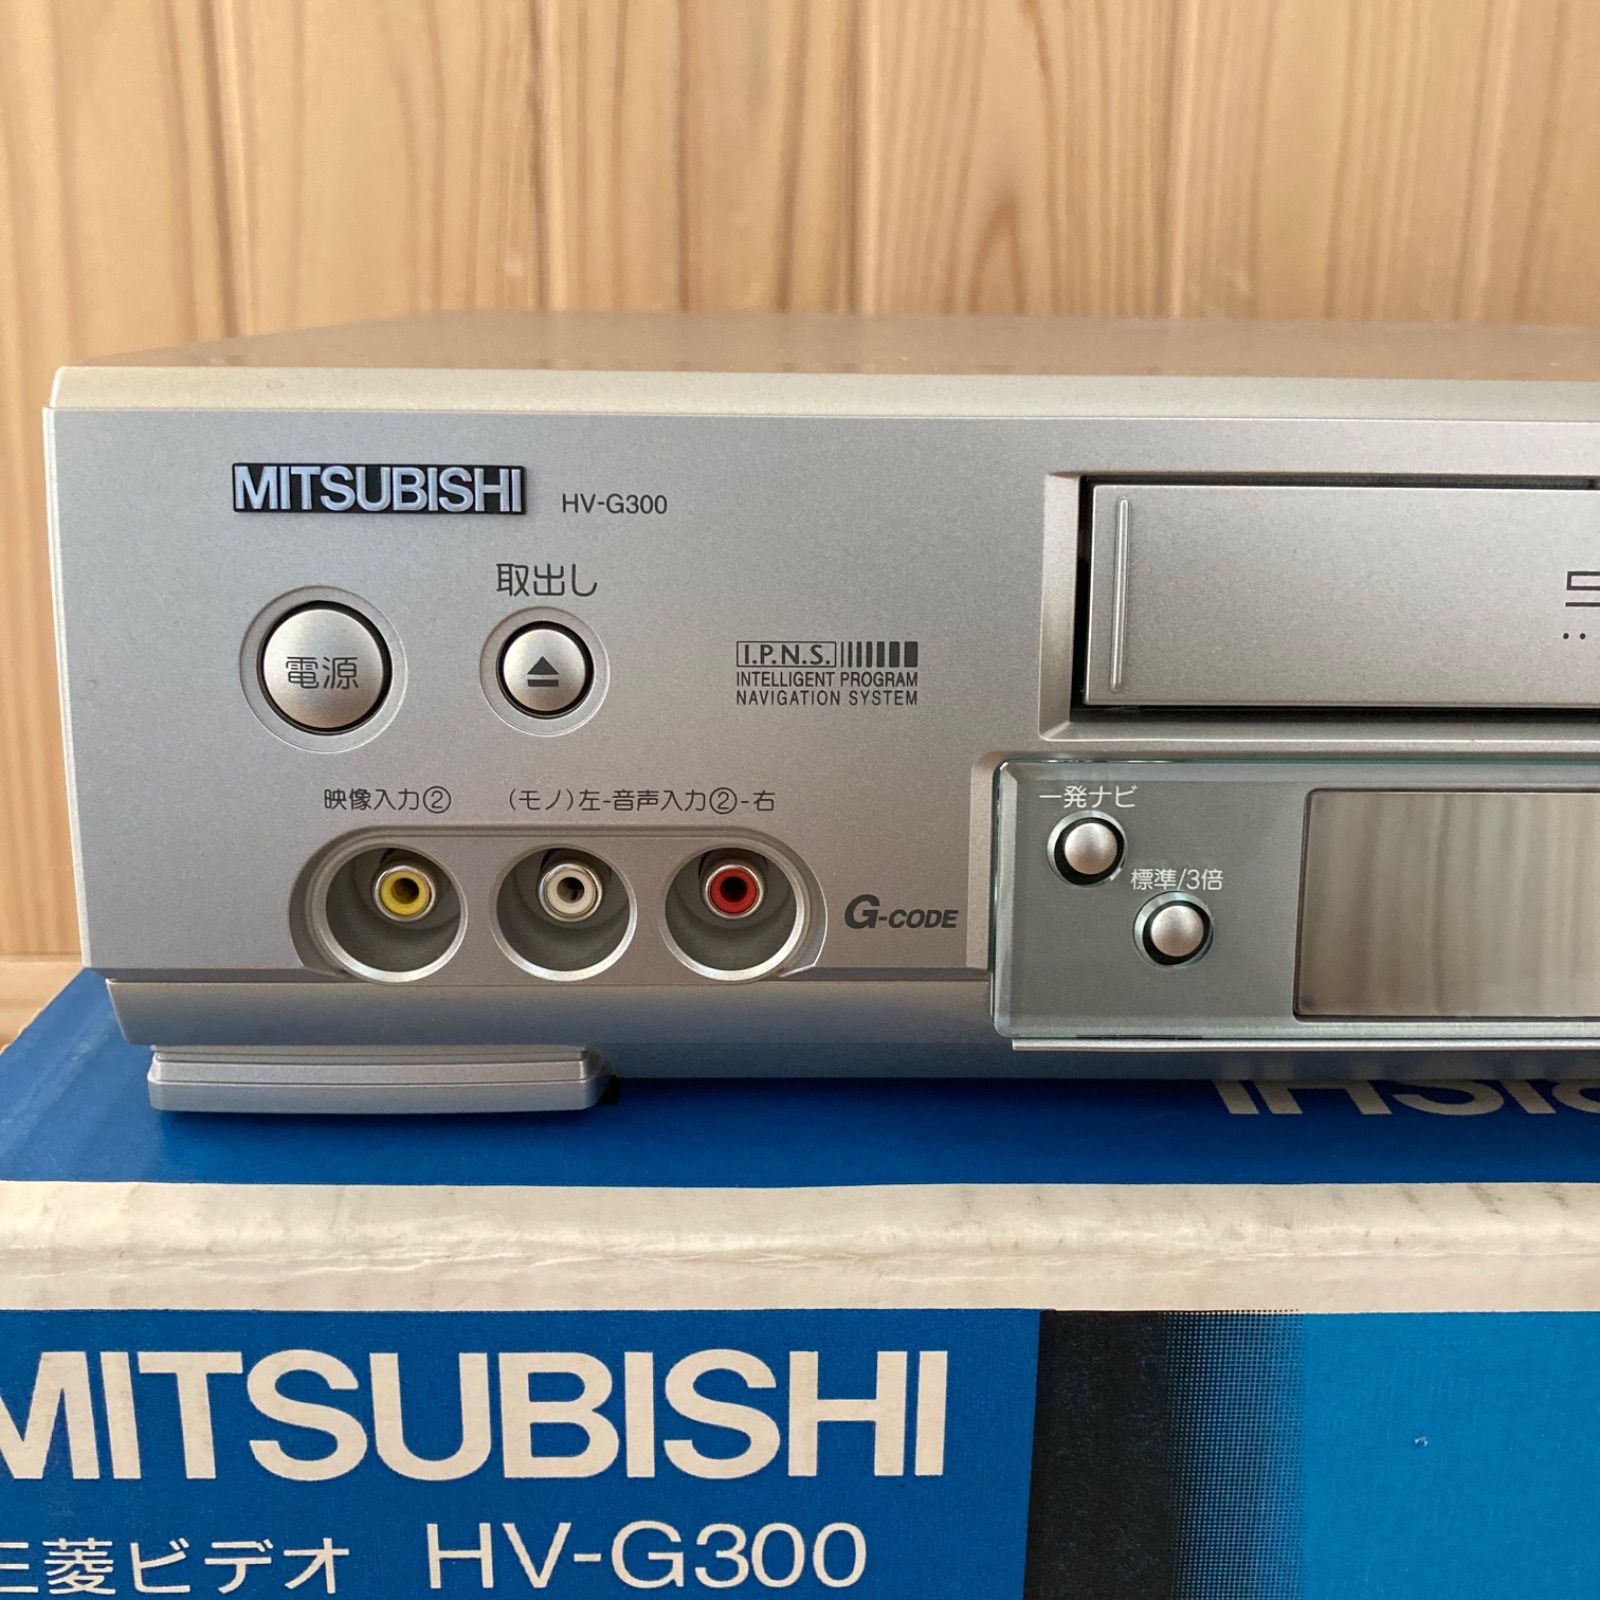 MITSUBISHI HV-G300
取出し
電源
I.P.N.S.
INTELLIGENT PROGRAM
NAVIGATION SYSTEM
映像入力② (モノ)左-音声入力②-右
一発ナビ
標準/3倍
G-CODE
MITSUBISHI
三菱ビデオ HV-G300